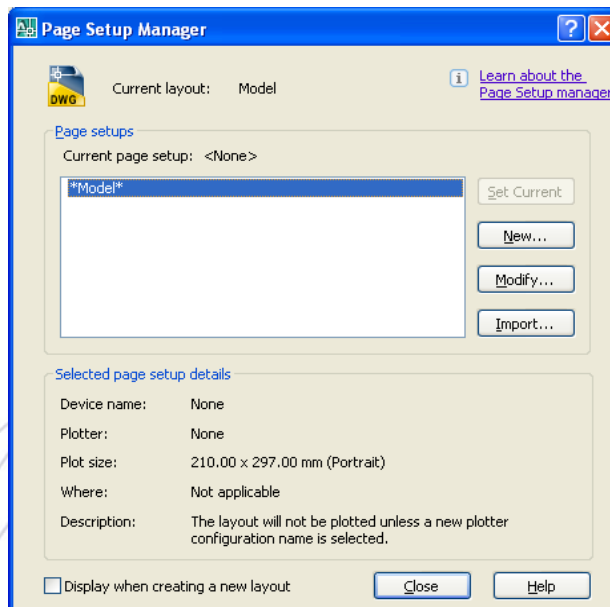 Page Setup Manager
DWG
Current layout: Model
Learn about the
Page Setup manager
Page setups
Current page setup: <None>
*Model*
Set Current
New...
Modify...
Import...
Selected page setup details
Device name: None
Plotter: None
Plot size: 210.00 x 297.00 mm (Portrait)
Where: Not applicable
Description: The layout will not be plotted unless a new plotter
configuration name is selected.
Display when creating a new layout
Close
Help